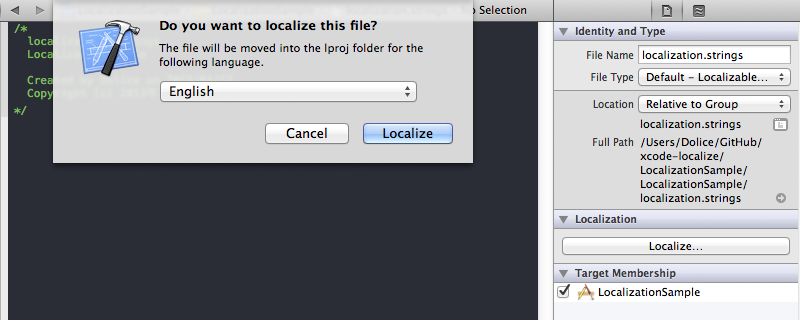 Do you want to localize this file?
The file will be moved into the lproj folder for the
following language.
English
Cancel
Localize
Selection
/*
Created
*/
Identity and Type
File Name localization.strings
File Type Default - Localizable...
Location Relative to Group
localization.strings
Full Path /Users/Dolice/GitHub/
xcode-localize/
LocalizationSample/
LocalizationSample/
localization.strings
Localization
Localize...
Target Membership
LocalizationSample